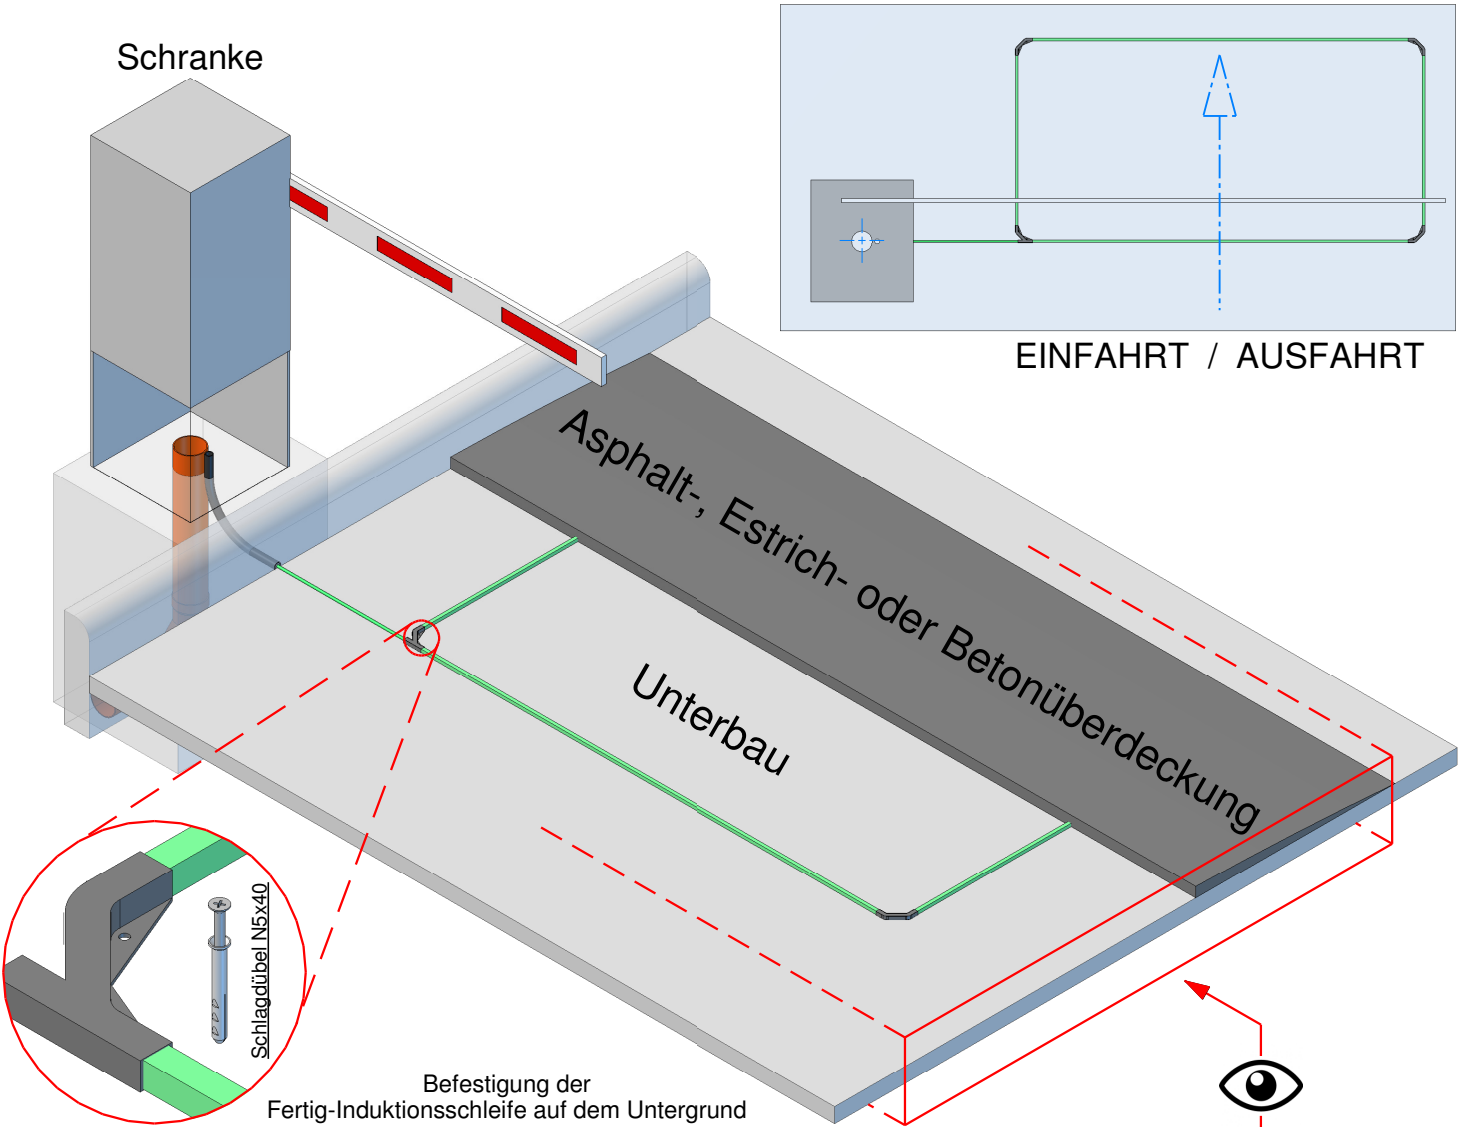 Schranke
EINFAHRT / AUSFAHRT
Asphalt-, Estrich- oder Betonüberdeckung
Unterbau
Schlagdübel N5x40
Befestigung der
Fertig-Induktionsschleife auf dem Untergrund